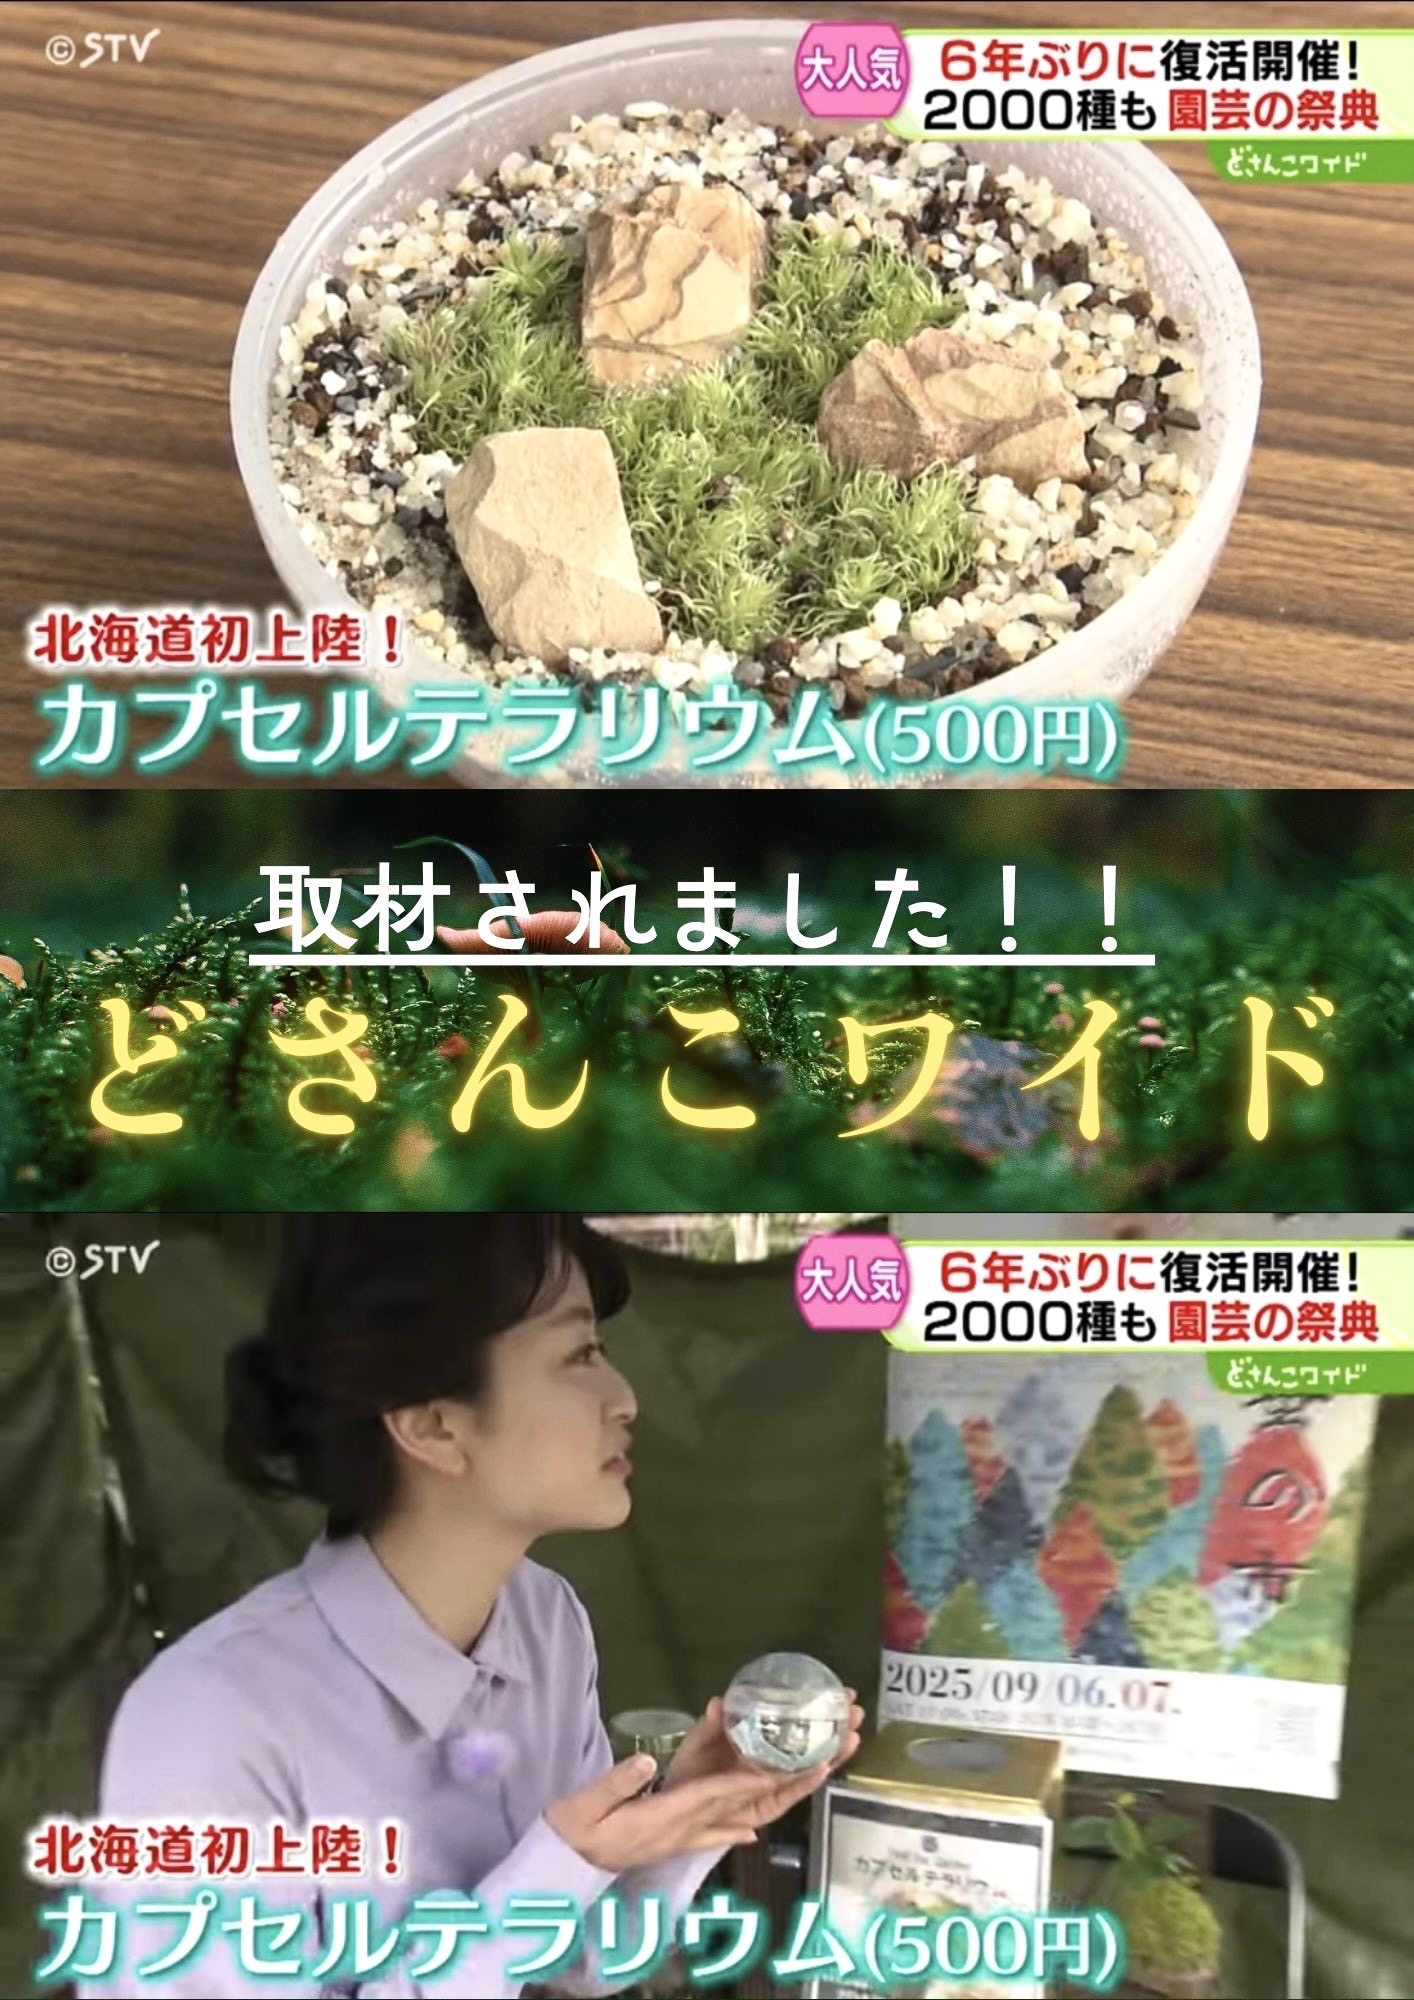 © STV
大人気
6年ぶりに復活開催!
2000種も園芸の祭典
どさんこワイド
北海道初上陸!
カプセルテラリウム(500円)
取材されました!!
どさんこワイド
© STV
大人気
6年ぶりに復活開催!
2000種も園芸の祭典
どさんこワイド
の市
2025/09/06.07.
カプセルテラリウム
北海道初上陸!
カプセルテラリウム(500円)